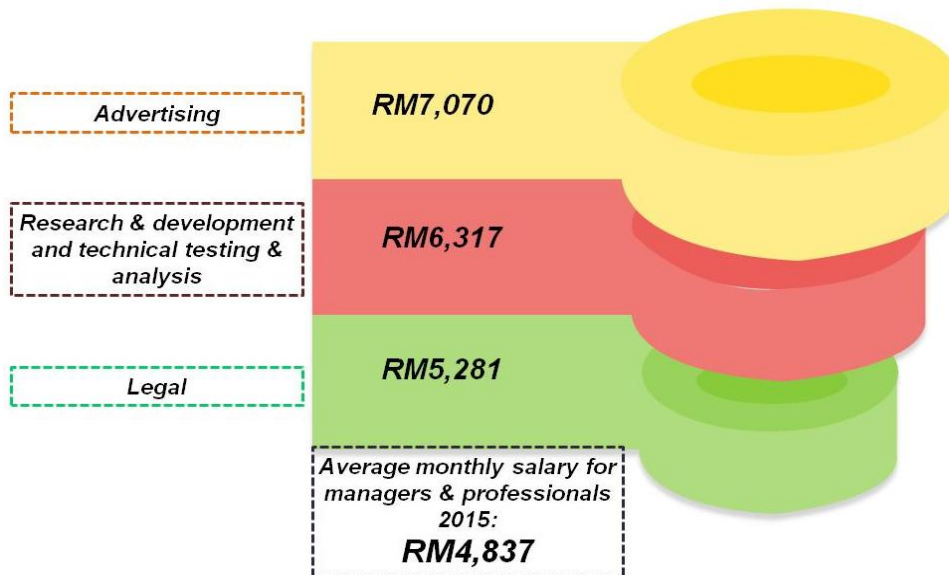 Advertising
RM7,070
Research & development
and technical testing &
analysis
RM6,317
Legal
RM5,281
Average monthly salary for
managers & professionals
2015:
RM4,837